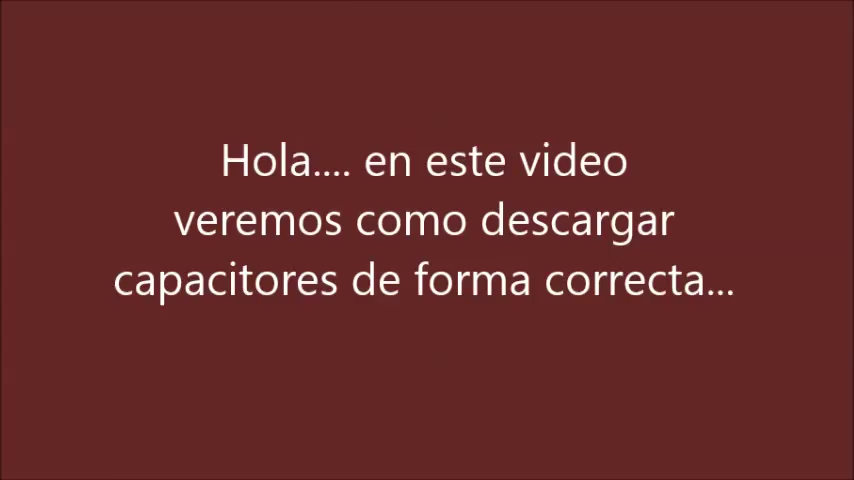 Hola.... en este video
veremos como descargar
capacitores de forma correcta...